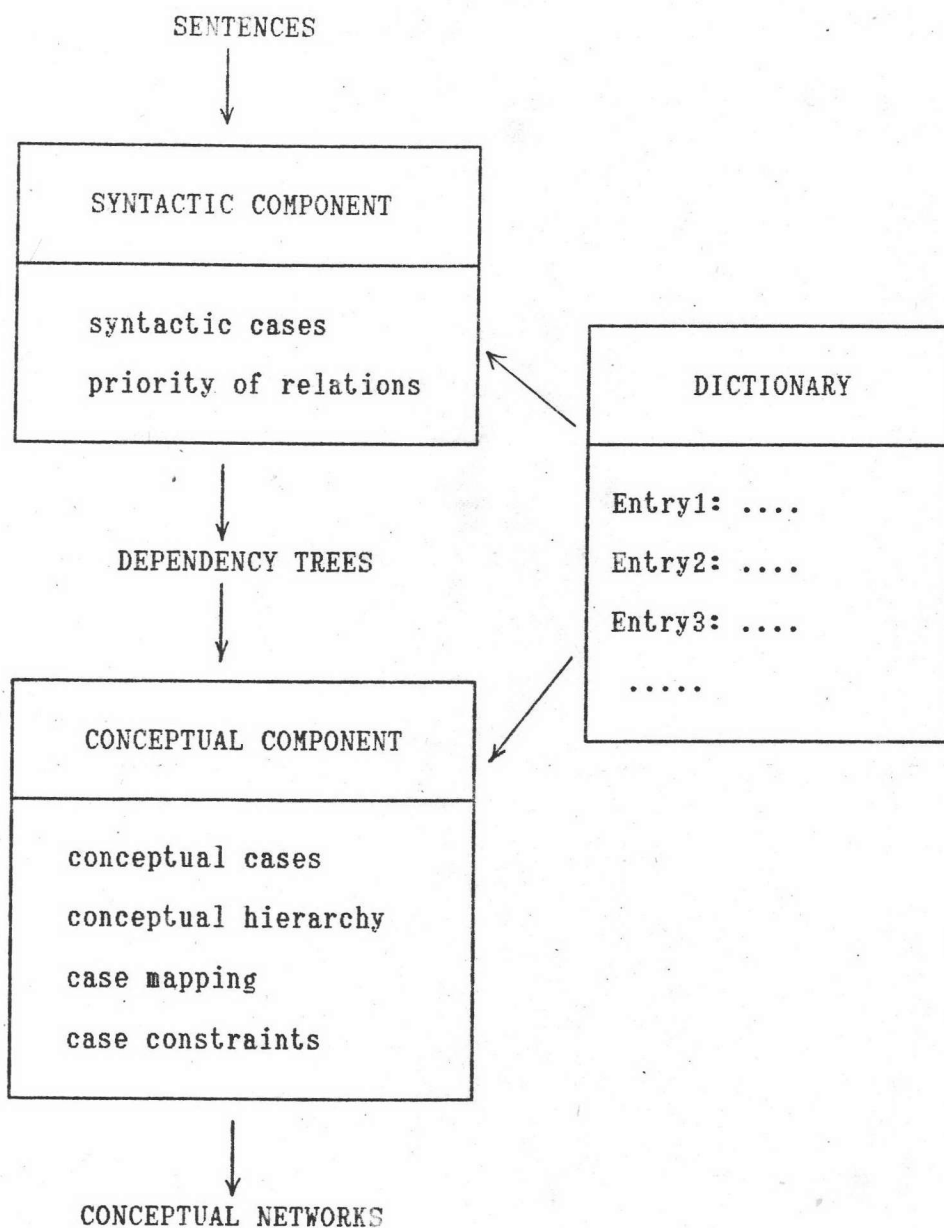 SENTENCES
SYNTACTIC COMPONENT
syntactic cases
priority of relations
DICTIONARY
Entry1: ....
Entry2: ....
Entry3: ....
.....
DEPENDENCY TREES
CONCEPTUAL COMPONENT
conceptual cases
conceptual hierarchy
case mapping
case constraints
CONCEPTUAL NETWORKS